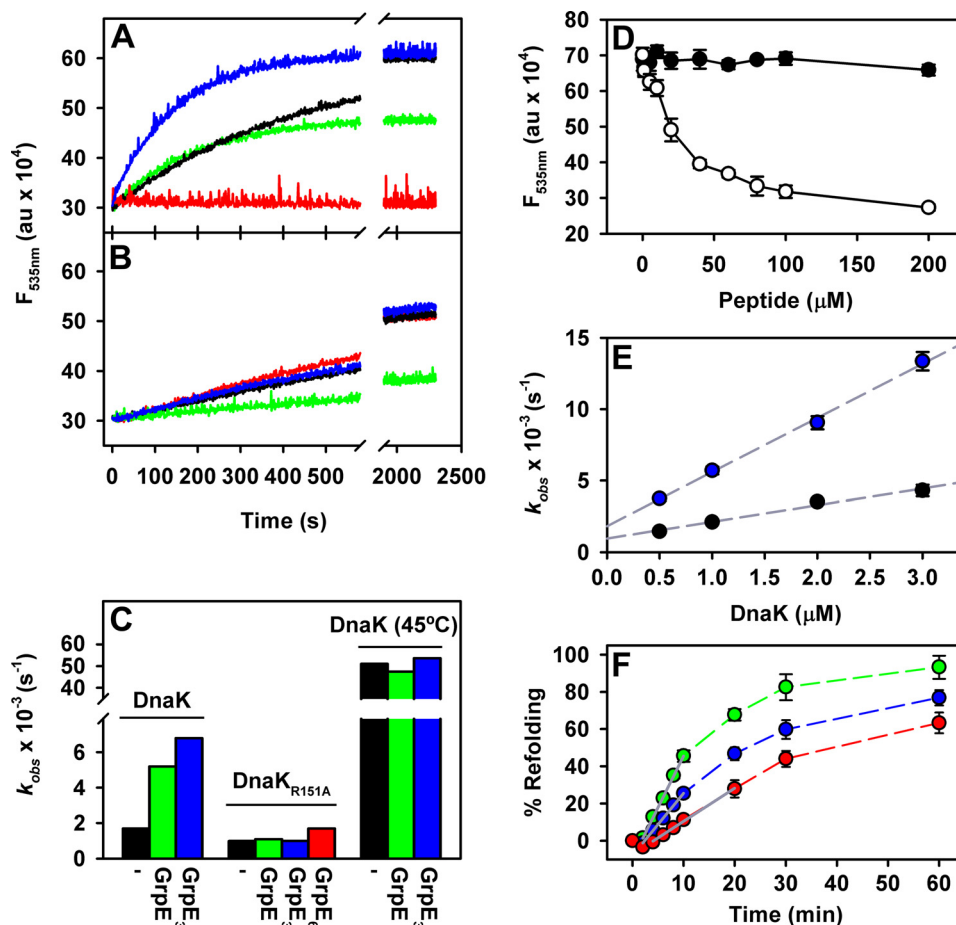 A
60
50
40
30
F535nm (au x 10^4)
B
60
50
40
30
0 100 200 300 400 500 1900 2100 2300 2500
Time (s)
C
DnaK (45ºC)
60
50
40
DnaK
6
4
DnaKR151A
2
0
kobs x 10^-3 (s^-1)
-
GrpE
GrpE
-
GrpE
GrpE
GrpE
-
GrpE
GrpE
D
80
70
60
50
40
30
20
F535nm (au x 10^4)
0 50 100 150 200
Peptide (µM)
E
15
10
5
0
kobs x 10^-3 (s^-1)
0.0 0.5 1.0 1.5 2.0 2.5 3.0
DnaK (µM)
F
100
80
60
40
20
0
% Refolding
0 10 20 30 40 50 60
Time (min)